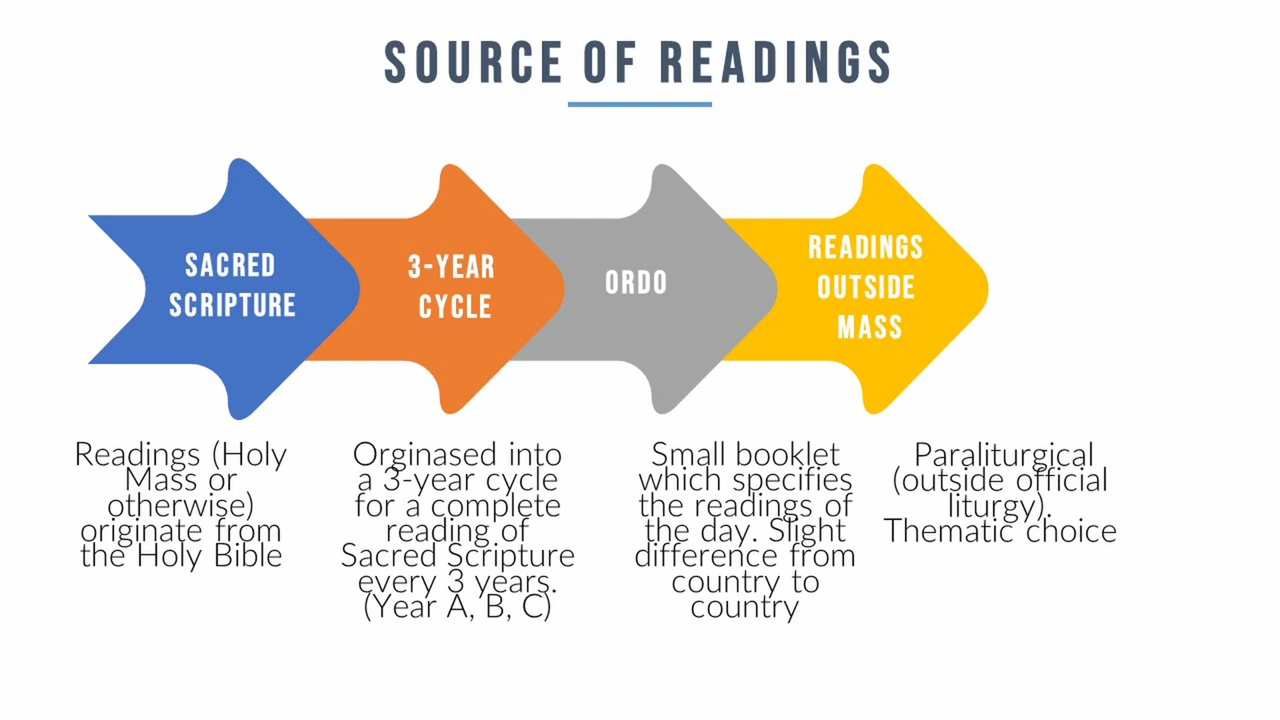 SOURCE OF READINGS
SACRED
SCRIPTURE
3-YEAR
CYCLE
ORDO
READINGS
OUTSIDE
MASS
Readings (Holy
Mass or
otherwise)
originate from
the Holy Bible
Orginased into
a 3-year cycle
for a complete
reading of
Sacred Scripture
every 3 years.
(Year A, B, C)
Small booklet
which specifies
the readings of
the day. Slight
difference from
country to
country
Paraliturgical
(outside official
liturgy).
Thematic choice